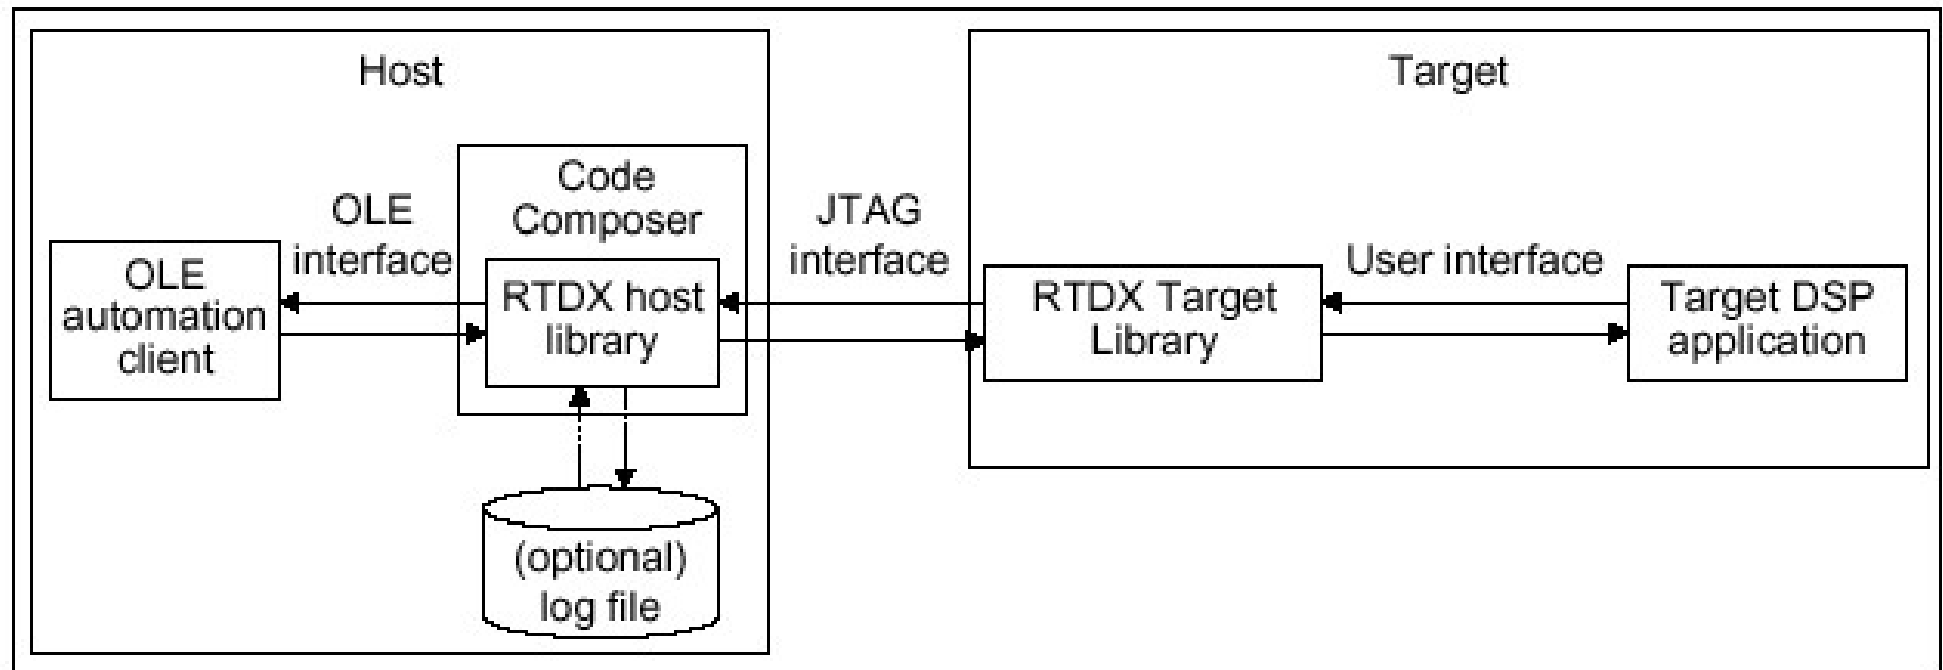 Host
Target
Code
Composer
OLE
interface
JTAG
interface
User interface
OLE
automation
client
RTDX host
library
RTDX Target
Library
Target DSP
application
(optional)
log file